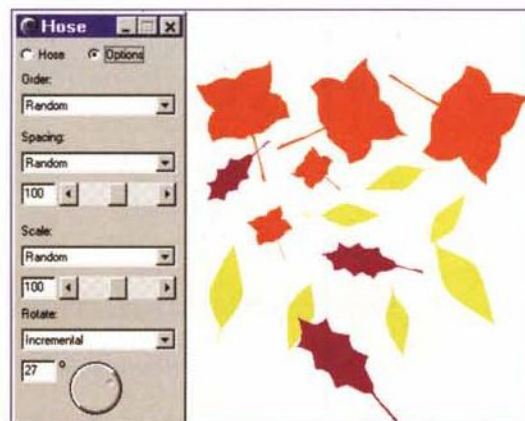 Hose
Hose Options
Order:
Random
Spacing:
Random
100
Scale:
Random
100
Rotate:
Incremental
27 °